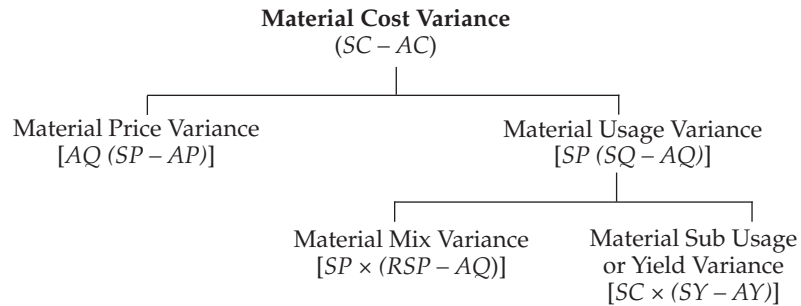 Material Cost Variance
(SC – AC)
Material Price Variance
[AQ (SP – AP)]
Material Usage Variance
[SP (SQ – AQ)]
Material Mix Variance
[SP × (RSP – AQ)]
Material Sub Usage
or Yield Variance
[SC × (SY – AY)]